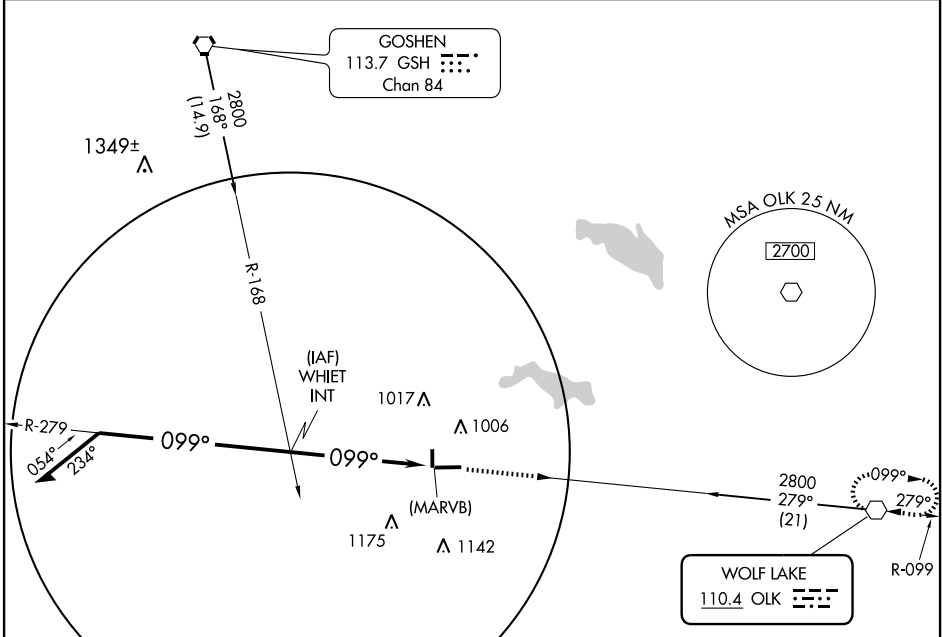 GOSHEN
113.7 GSH
Chan 84
2800
168°
(14.9)
1349±
MSA OLK 25 NM
2700
R-168
(IAF)
WHIET
INT
1017
1006
R-279
099°
099°
054°
234°
(MARVB)
1175
1142
2800
279°
(21)
099°
279°
R-099
WOLF LAKE
110.4 OLK